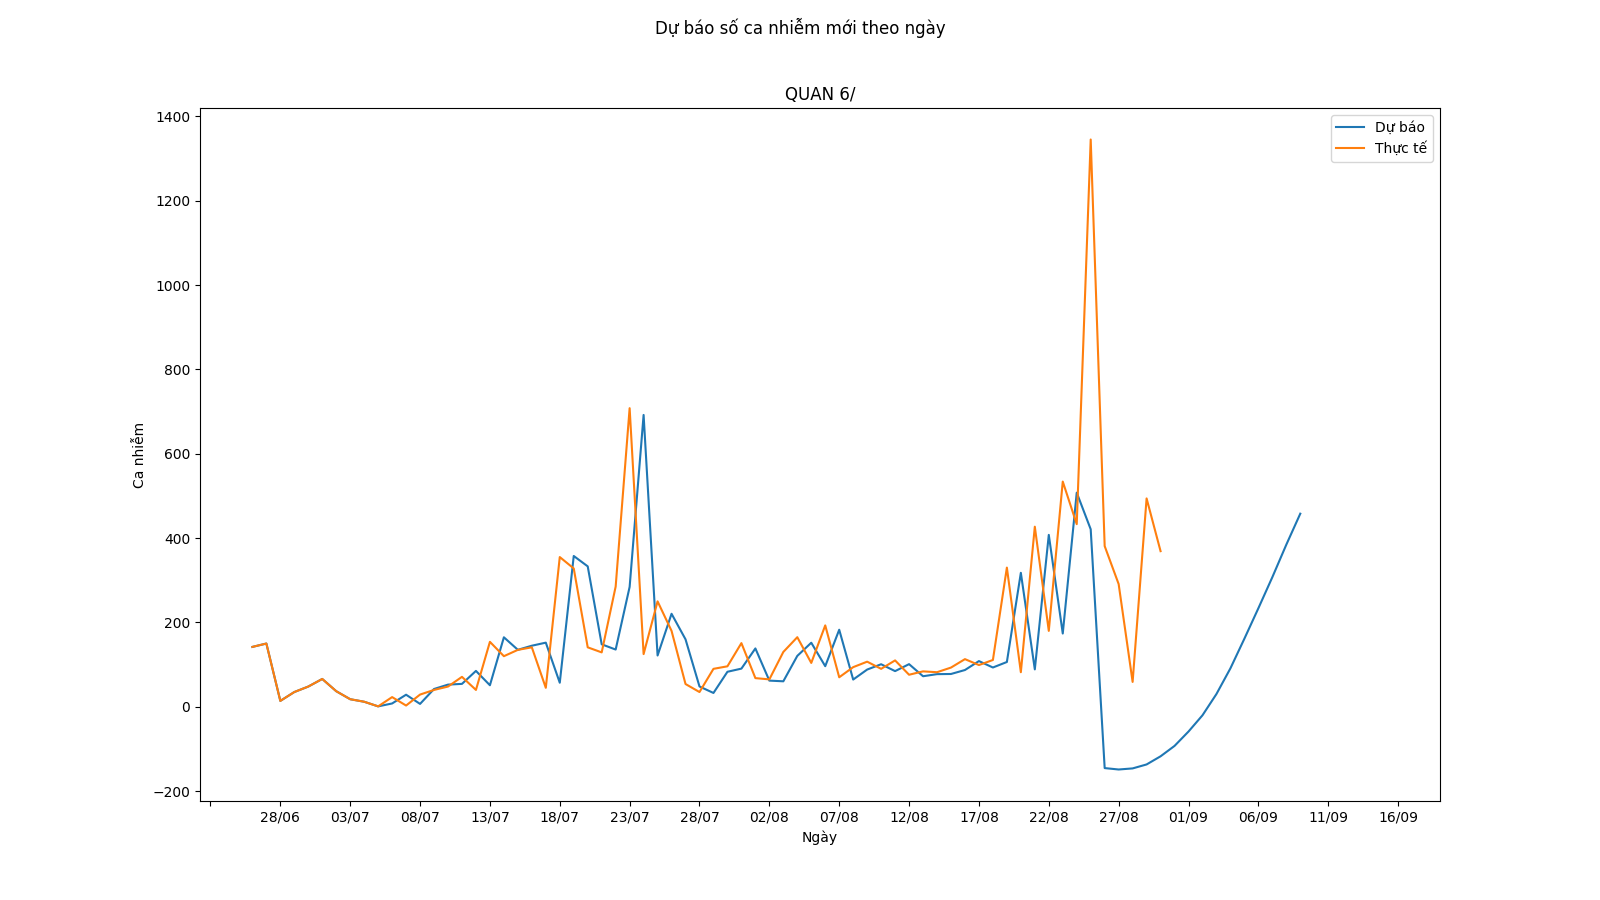 Dự báo số ca nhiễm mới theo ngày
QUAN 6/
Dự báo
Thực tế
Ca nhiễm
1400
1200
1000
800
600
400
200
0
−200
28/06 03/07 08/07 13/07 18/07 23/07 28/07 02/08 07/08 12/08 17/08 22/08 27/08 01/09 06/09 11/09 16/09
Ngày